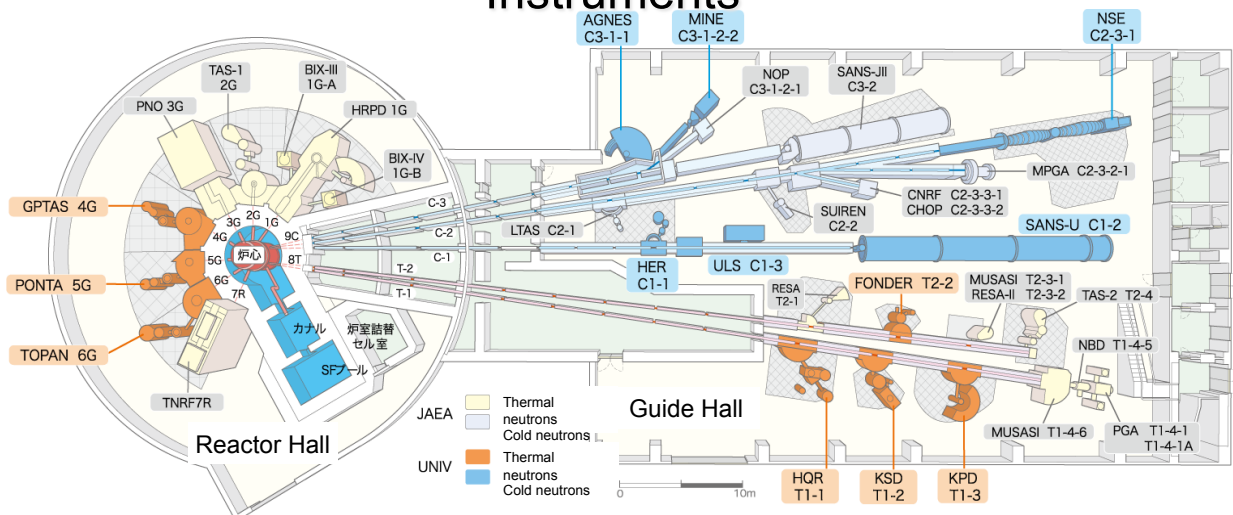 Instruments
AGNES
C3-1-1
MINE
C3-1-2-2
NSE
C2-3-1
TAS-1
2G
BIX-III
1G-A
NOP
C3-1-2-1
SANS-JII
C3-2
PNO 3G
HRPD 1G
BIX-IV
1G-B
MPGA C2-3-2-1
GPTAS 4G
CNRF C2-3-3-1
CHOP C2-3-3-2
SUIREN
C2-2
LTAS C2-1
SANS-U C1-2
C-3
C-2
C-1
2G
3G
1G
4G
9C
炉心
5G
8T
6G
7R
T-2
T-1
HER
C1-1
ULS C1-3
PONTA 5G
RESA
T2-1
FONDER T2-2
MUSASI T2-3-1
RESA-II T2-3-2
TAS-2 T2-4
カナル
炉室詰替
セル室
TOPAN 6G
NBD T1-4-5
SFプール
TNRF7R
JAEA
Thermal
neutrons
Cold neutrons
Guide Hall
Reactor Hall
MUSASI T1-4-6
PGA T1-4-1
T1-4-1A
UNIV
Thermal
neutrons
Cold neutrons
HQR
T1-1
KSD
T1-2
KPD
T1-3
0
10m